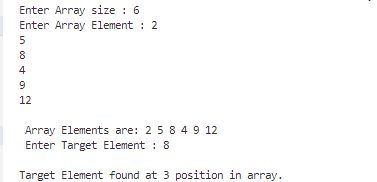 Enter Array size : 6
Enter Array Element : 2
5
8
4
9
12
Array Elements are: 2 5 8 4 9 12
Enter Target Element : 8
Target Element found at 3 position in array.